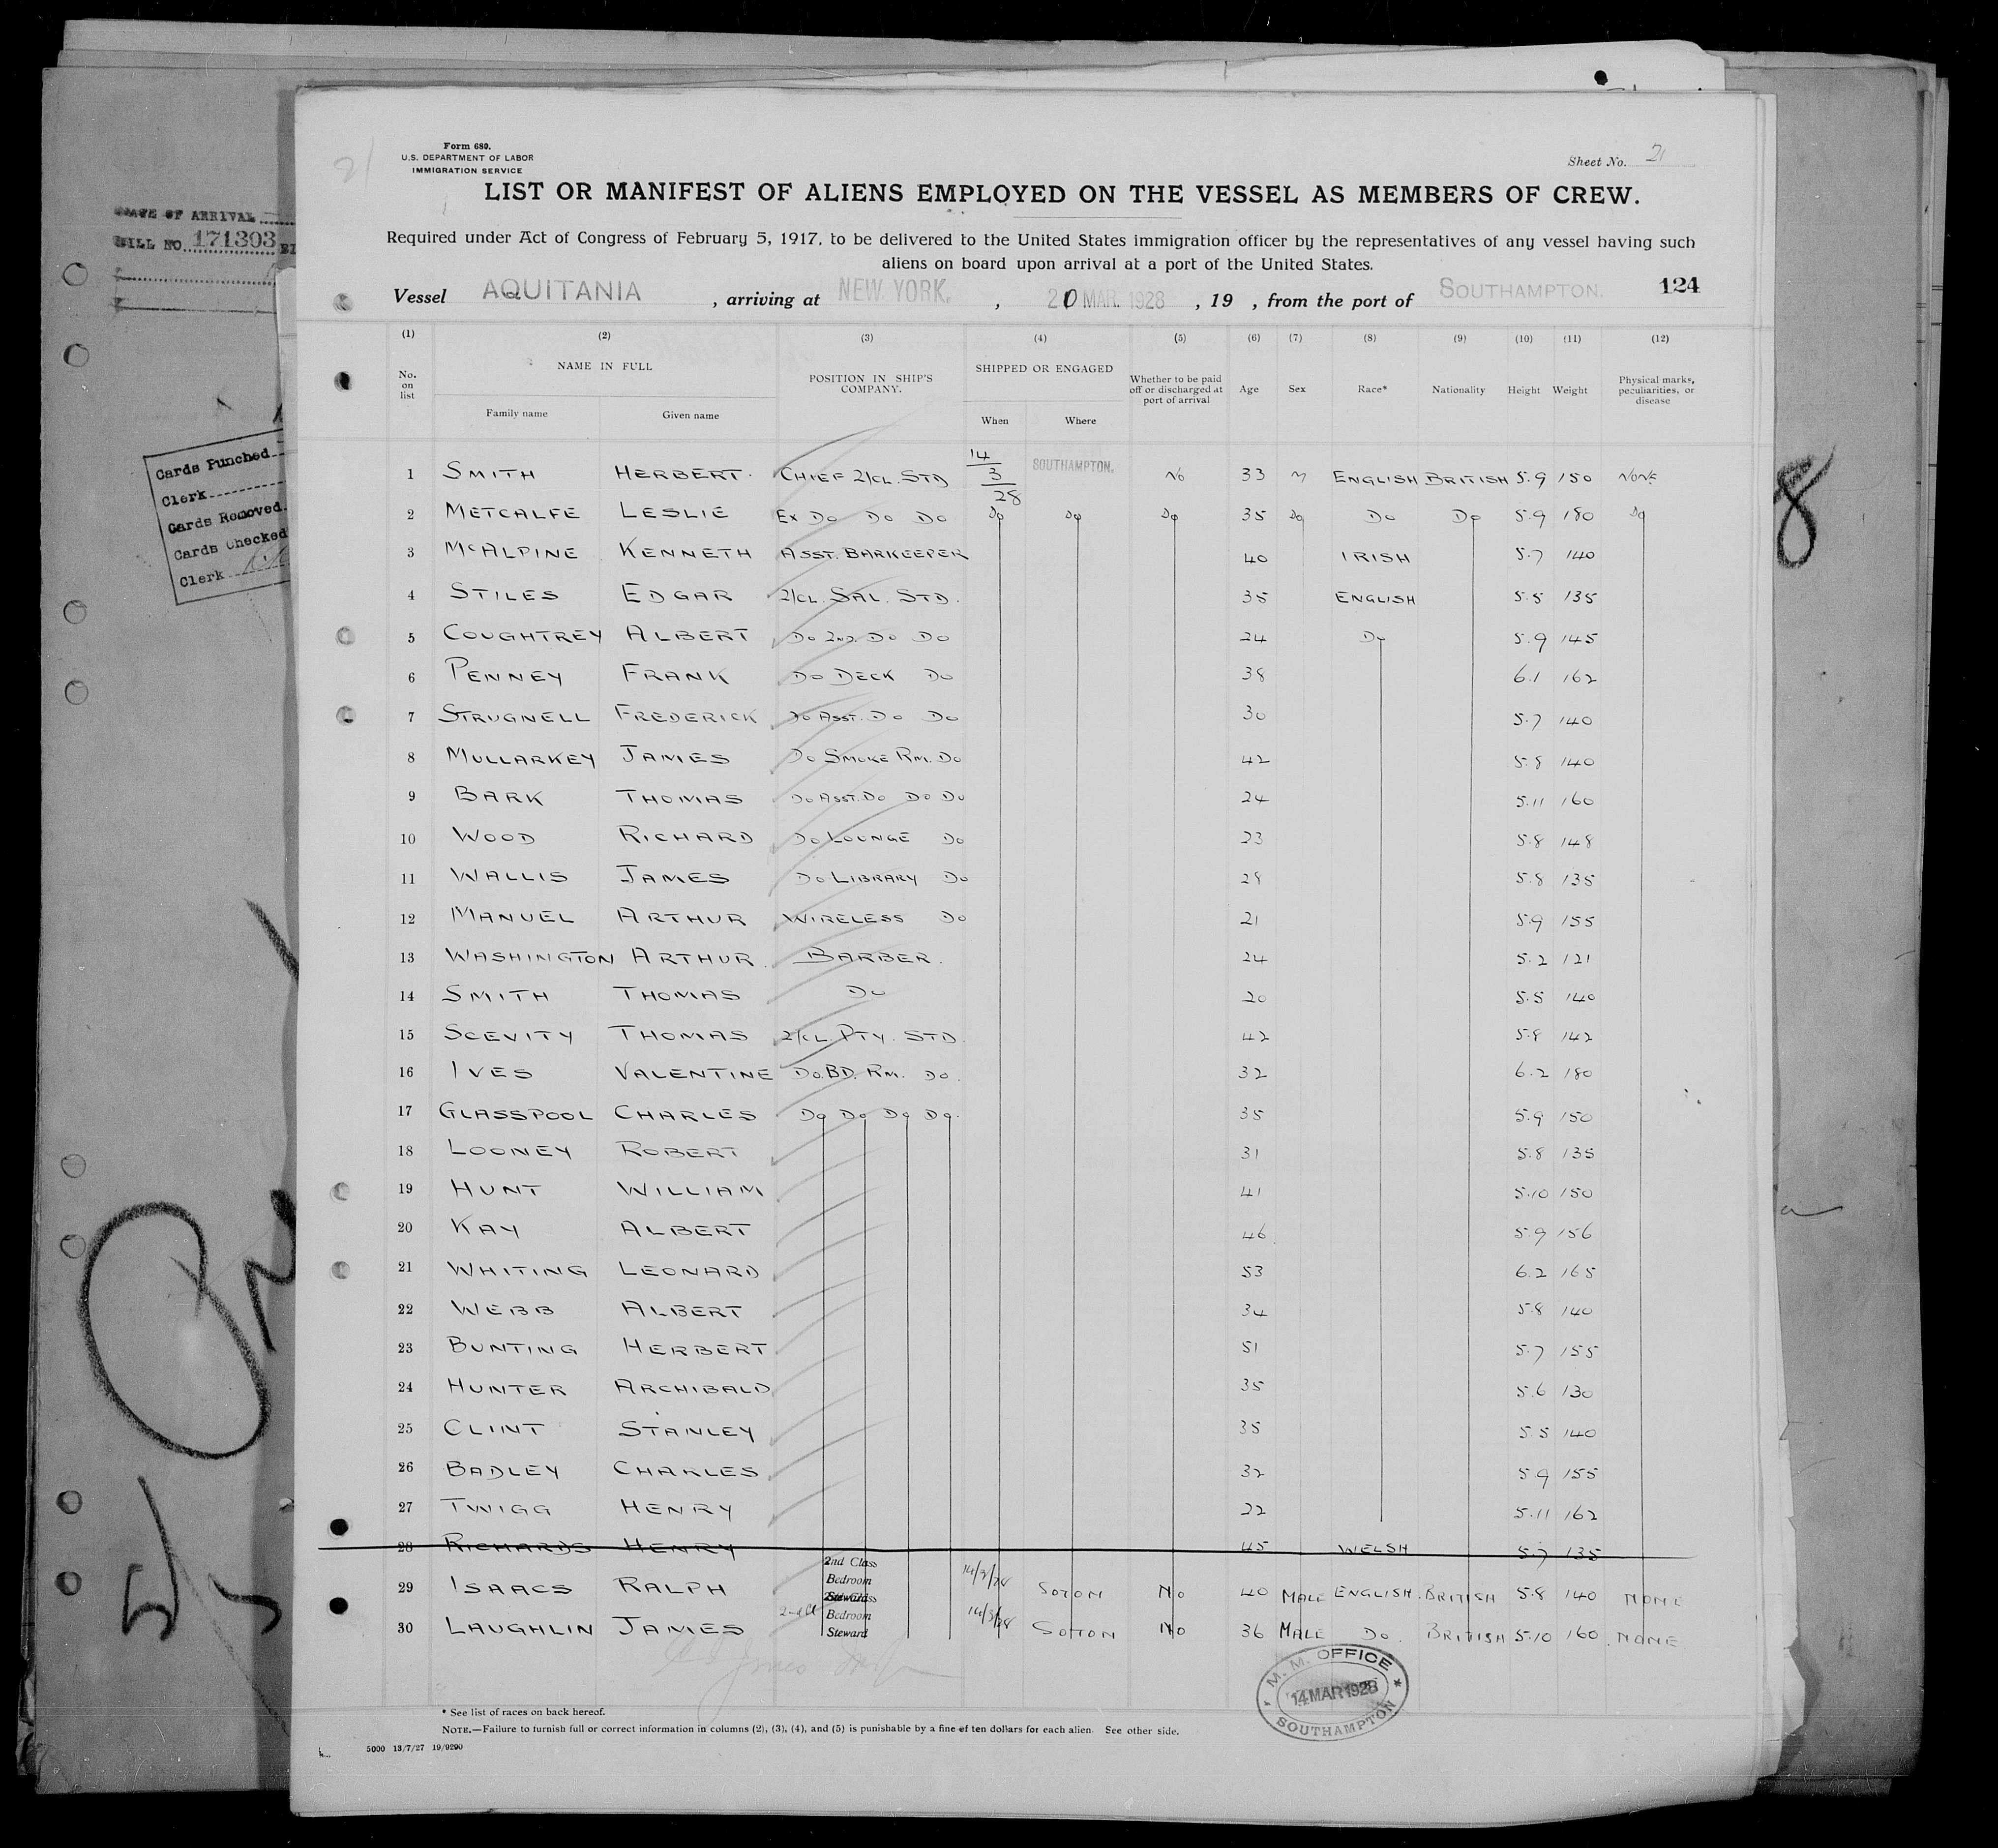 Form 680.
U.S. DEPARTMENT OF LABOR
IMMIGRATION SERVICE
Sheet No. 21
21
LIST OR MANIFEST OF ALIENS EMPLOYED ON THE VESSEL AS MEMBERS OF CREW.
Required under Act of Congress of February 5, 1917, to be delivered to the United States immigration officer by the representatives of any vessel having such
aliens on board upon arrival at a port of the United States.
Vessel AQUITANIA, arriving at NEW YORK, 20 MAR. 1928, 19 , from the port of SOUTHAMPTON. 124
(1) (2) (3) (4) (5) (6) (7) (8) (9) (10) (11) (12)
No. on list NAME IN FULL Family name Given name POSITION IN SHIP'S COMPANY. SHIPPED OR ENGAGED When Where Whether to be paid off or discharged at port of arrival Age Sex Race* Nationality Height Weight Physical marks, peculiarities, or disease
1 SMITH HERBERT. CHIEF 2/CL. STD 14/3/28 SOUTHAMPTON. No 33 M ENGLISH BRITISH 5.9 150 NONE
2 METCALFE LESLIE EX DO DO DO Do Do Do 35 Do Do Do 5.9 180 Do
3 McALPINE KENNETH ASST. BARKEEPER 40 IRISH 5.7 140
4 STILES EDGAR 2/CL. SAL. STD. 35 ENGLISH 5.5 135
5 COUGHTREY ALBERT DO 2ND. DO DO 24 Do 5.9 145
6 PENNEY FRANK DO DECK DO 38 6.1 162
7 STRUGNELL FREDERICK DO ASST. DO DO 30 5.7 140
8 MULLARKEY JAMES DO SMOKE RM. DO 42 5.8 140
9 BARK THOMAS DO ASST. DO DO DO 24 5.11 160
10 WOOD RICHARD DO LOUNGE DO 23 5.8 148
11 WALLIS JAMES DO LIBRARY DO 29 5.8 135
12 MANUEL ARTHUR WIRELESS DO 21 5.9 155
13 WASHINGTON ARTHUR. BARBER. 24 5.2 121
14 SMITH THOMAS DO 20 5.5 140
15 SCEVITY THOMAS 2/CL. PTY. STD. 42 5.8 142
16 IVES VALENTINE DO. BD. RM. DO. 32 6.2 180
17 GLASSPOOL CHARLES DO DO DO DO. 35 5.9 150
18 LOONEY ROBERT 31 5.8 135
19 HUNT WILLIAM 41 5.10 150
20 KAY ALBERT 46 5.9 156
21 WHITING LEONARD 53 6.2 165
22 WEBB ALBERT 34 5.8 140
23 BUNTING HERBERT 51 5.7 155
24 HUNTER ARCHIBALD 35 5.6 130
25 CLINT STANLEY 35 5.5 140
26 BADLEY CHARLES 32 5.9 155
27 TWIGG HENRY 22 5.11 162
28 RICHARDS HENRY 45 WELSH 5.7 135
29 ISAACS RALPH 2nd Class Bedroom Steward 14/3/28 SOTON No 40 MALE ENGLISH. BRITISH 5.8 140 NONE
30 LAUGHLIN JAMES 2nd Cl Bedroom Steward 14/3/28 SOTON No 36 MALE Do. BRITISH 5.10 160. NONE
M. M. OFFICE
14 MAR 1928
SOUTHAMPTON
* See list of races on back hereof.
NOTE.—Failure to furnish full or correct information in columns (2), (3), (4), and (5) is punishable by a fine of ten dollars for each alien. See other side.
5000 13/7/27 19/9290
DATE OF ARRIVAL
BILL NO. 171303
Cards Punched
Clerk
Cards Removed
Cards Checked
Clerk
8